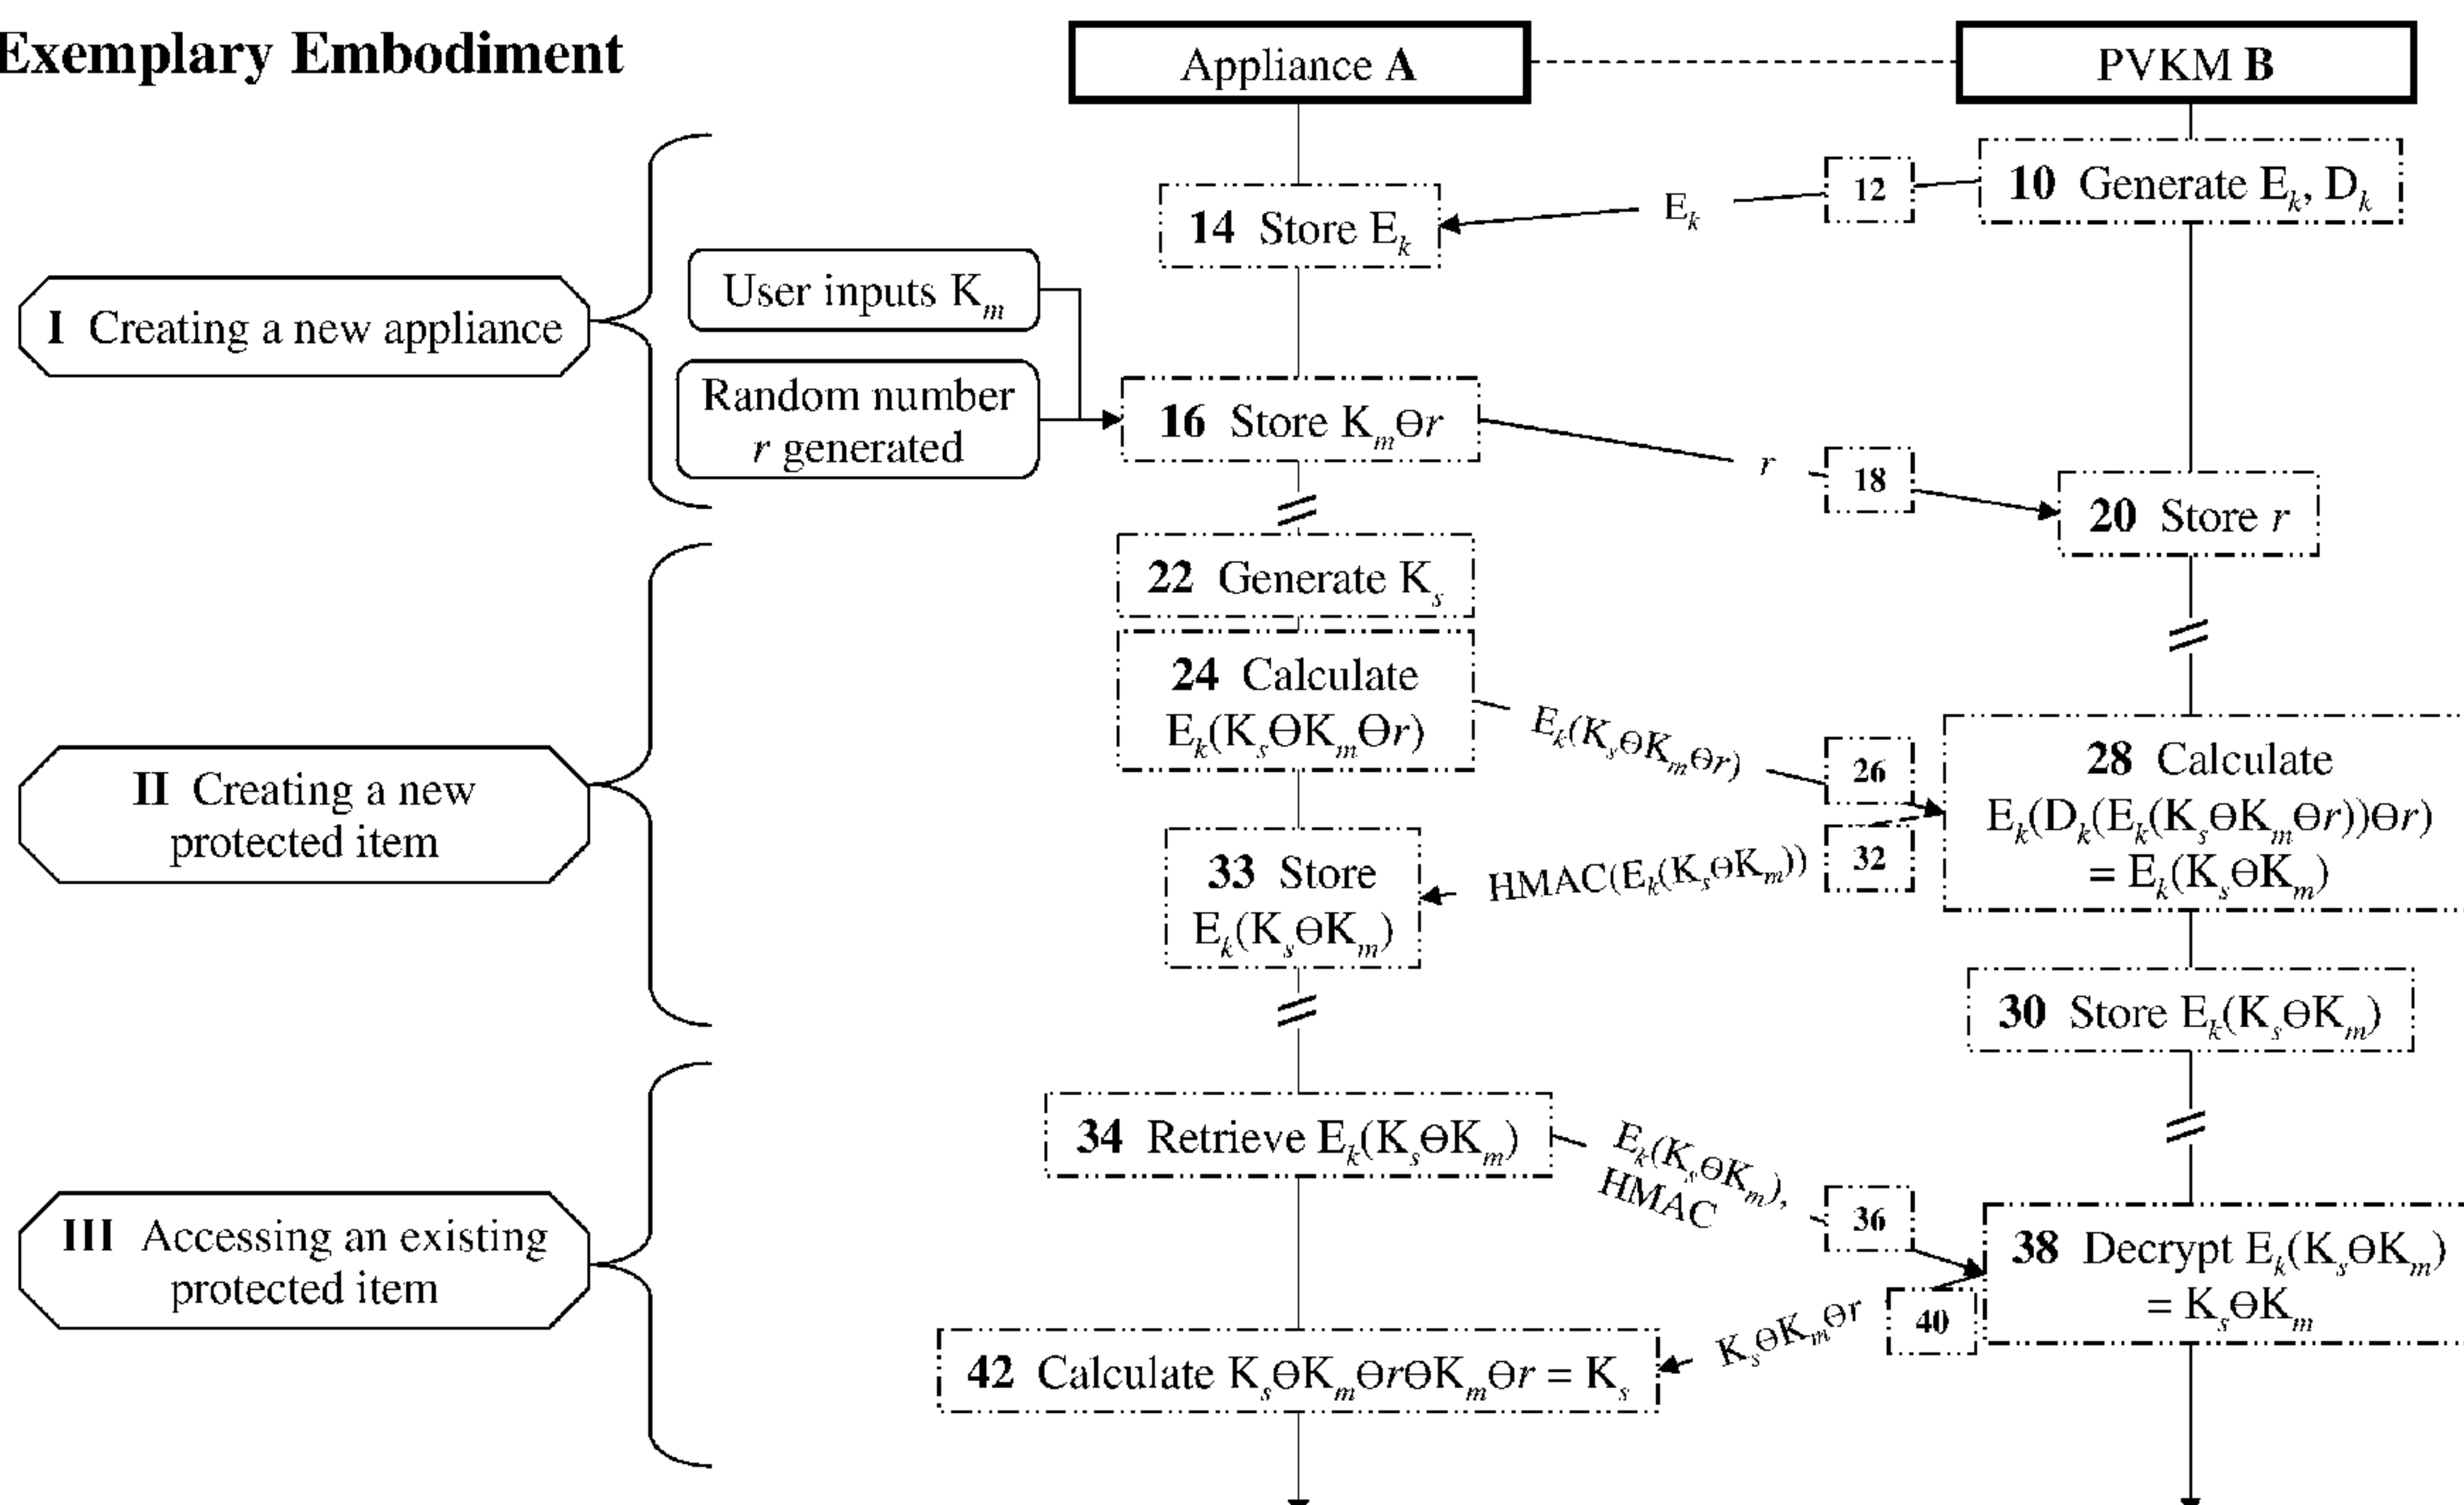 Exemplary Embodiment
Appliance A
PVKM B
10 Generate Eₖ, Dₖ
12
Eₖ
14 Store Eₖ
I Creating a new appliance
User inputs Kₘ
Random number
r generated
16 Store KₘΘr
r
18
20 Store r
22 Generate Kₛ
24 Calculate
Eₖ(KₛΘKₘΘr)
Eₖ(KₛΘKₘΘr)
26
II Creating a new
protected item
28 Calculate
Eₖ(Dₖ(Eₖ(KₛΘKₘΘr))Θr)
= Eₖ(KₛΘKₘ)
32
HMAC(Eₖ(KₛΘKₘ))
33 Store
Eₖ(KₛΘKₘ)
30 Store Eₖ(KₛΘKₘ)
34 Retrieve Eₖ(KₛΘKₘ)
Eₖ(KₛΘKₘ),
HMAC
36
III Accessing an existing
protected item
38 Decrypt Eₖ(KₛΘKₘ)
= KₛΘKₘ
40
KₛΘKₘΘr
42 Calculate KₛΘKₘΘrΘKₘΘr = Kₛ